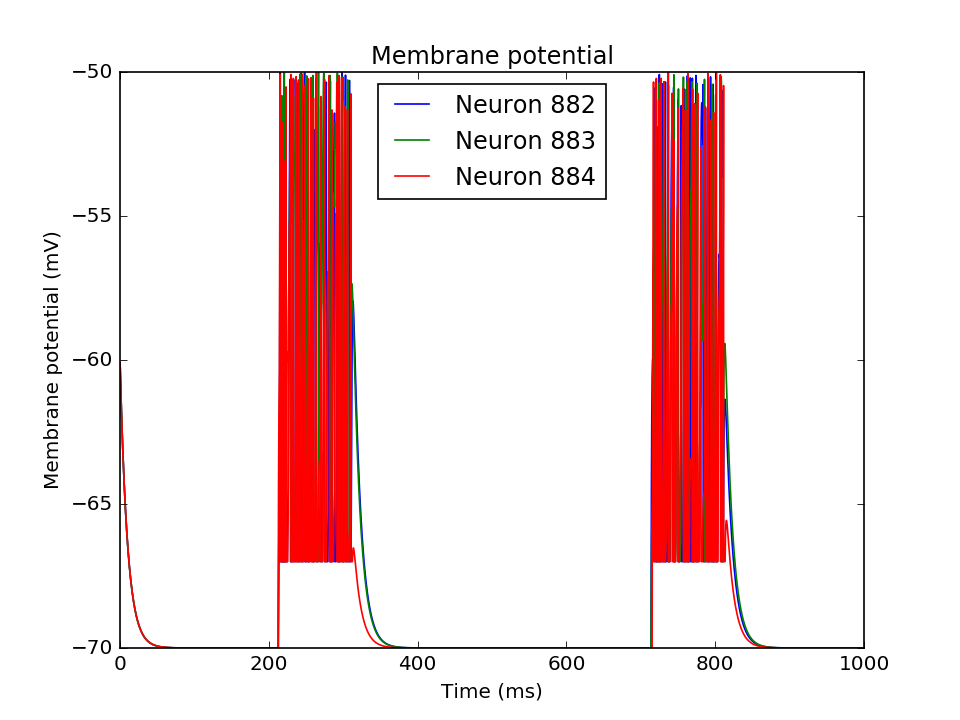 Membrane potential
−50
−55
−60
−65
−70
Membrane potential (mV)
Neuron 882
Neuron 883
Neuron 884
0 200 400 600 800 1000
Time (ms)